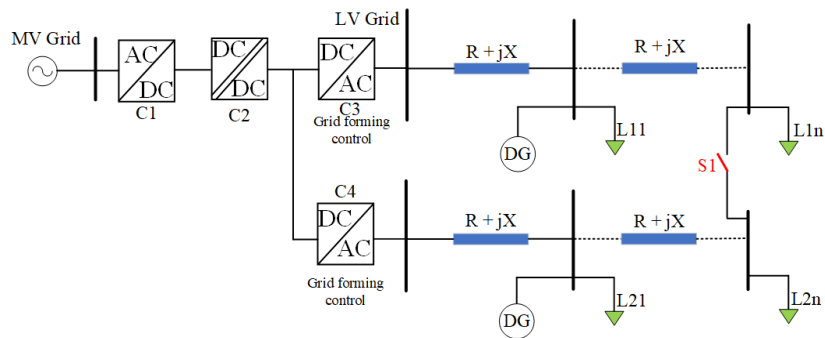 MV Grid
AC
DC
C1
DC
DC
C2
DC
AC
C3
Grid forming
control
LV Grid
R + jX
R + jX
DG
L11
L1n
S1
C4
DC
AC
Grid forming
control
R + jX
R + jX
DG
L21
L2n